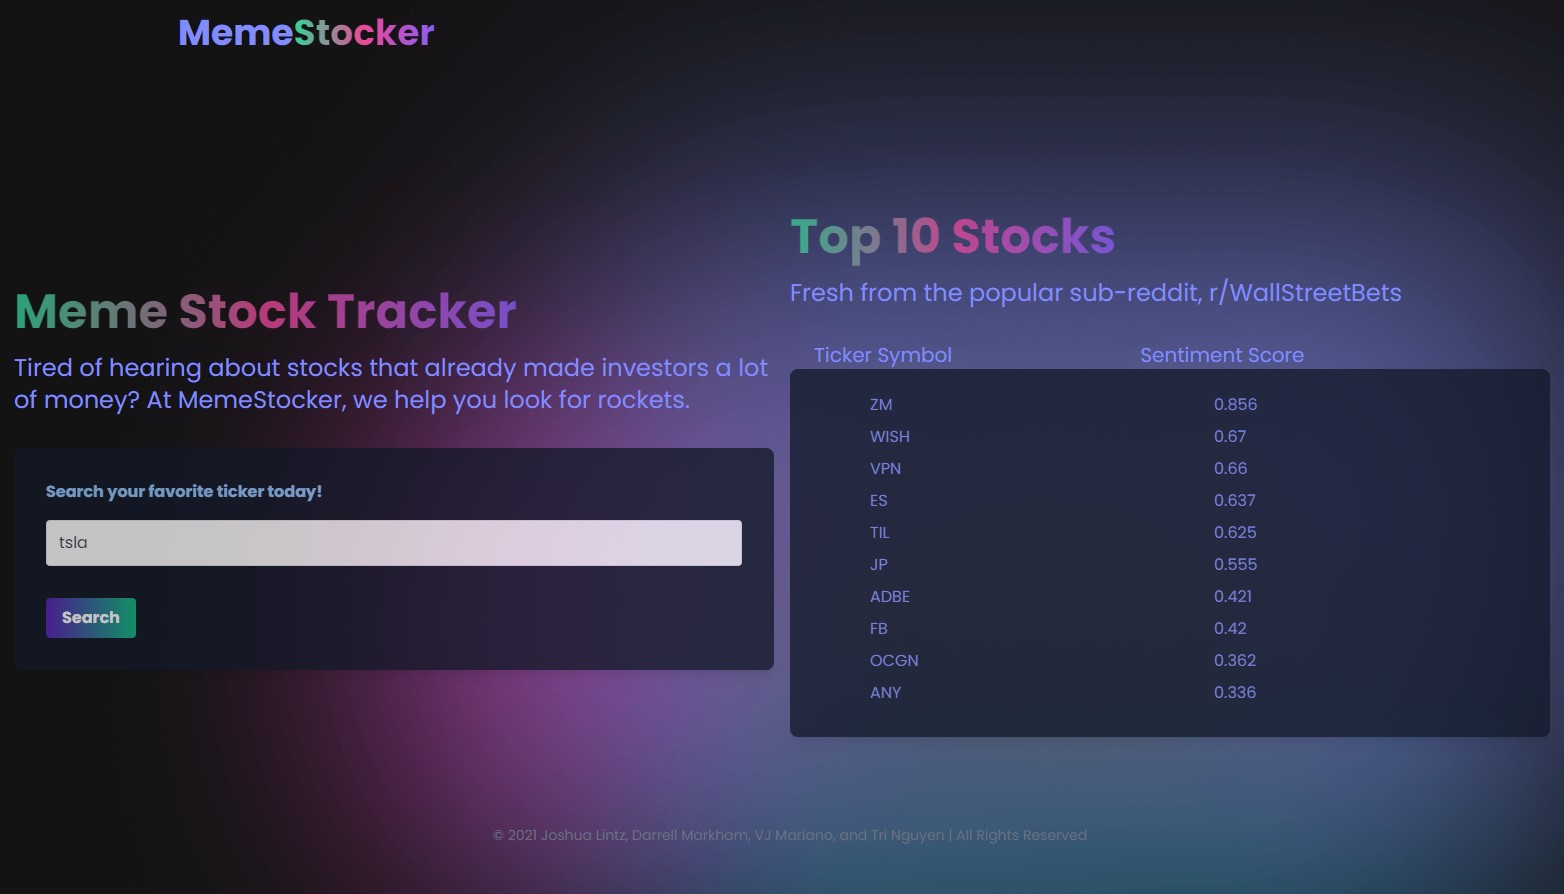 MemeStocker
Meme Stock Tracker
Tired of hearing about stocks that already made investors a lot
of money? At MemeStocker, we help you look for rockets.
Search your favorite ticker today!
tsla
Search
Top 10 Stocks
Fresh from the popular sub-reddit, r/WallStreetBets
Ticker Symbol Sentiment Score
ZM 0.856
WISH 0.67
VPN 0.66
ES 0.637
TIL 0.625
JP 0.555
ADBE 0.421
FB 0.42
OCGN 0.362
ANY 0.336
© 2021 Joshua Lintz, Darrell Markham, VJ Mariano, and Tri Nguyen | All Rights Reserved